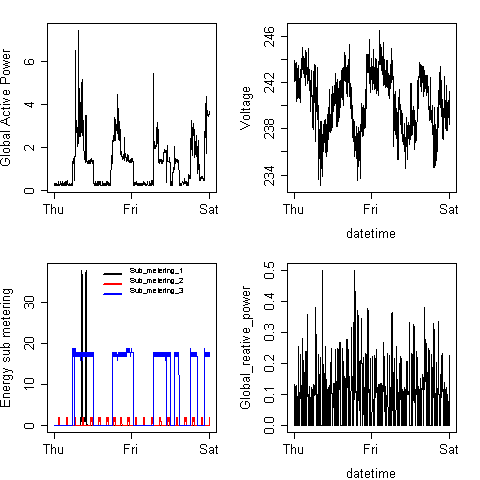 Global Active Power
0 2 4 6
Thu Fri Sat
Voltage
234 238 242 246
Thu Fri Sat
datetime
Energy sub metering
0 10 20 30
Sub_metering_1
Sub_metering_2
Sub_metering_3
Thu Fri Sat
Global_reative_power
0.0 0.1 0.2 0.3 0.4 0.5
Thu Fri Sat
datetime